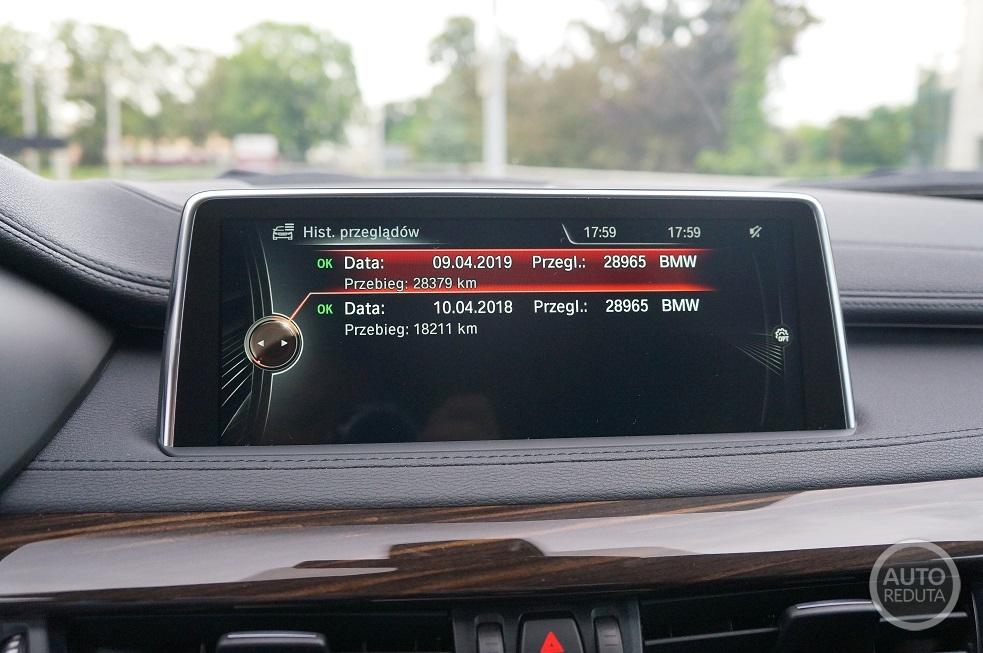 Hist. przeglądów 17:59 17:59
OK Data: 09.04.2019 Przegl.: 28965 BMW
Przebieg: 28379 km
OK Data: 10.04.2018 Przegl.: 28965 BMW
Przebieg: 18211 km
OPT
AUTO
REDUTA